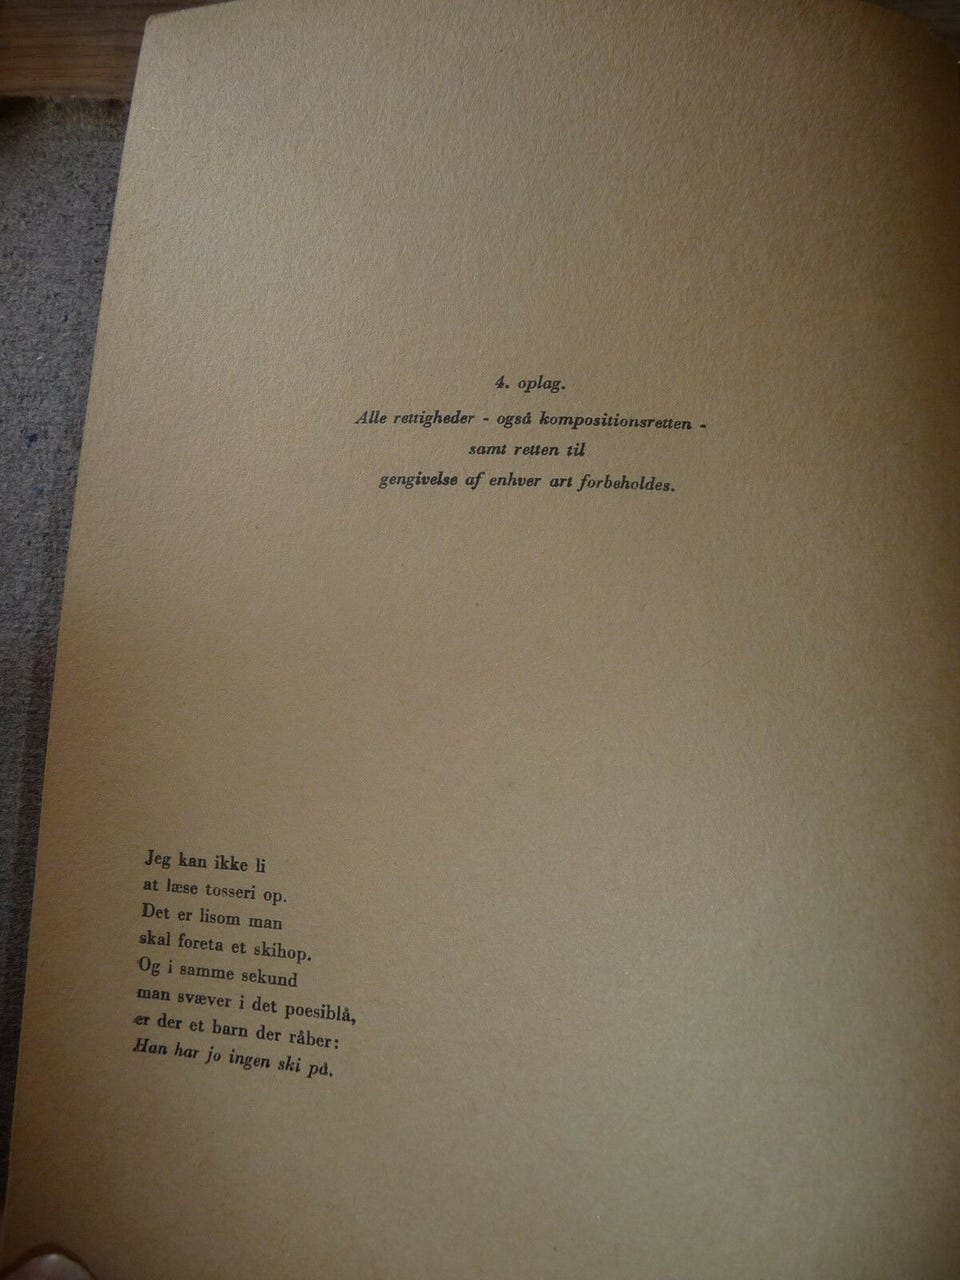 4. oplag.
Alle rettigheder - også kompositionsretten -
samt retten til
gengivelse af enhver art forbeholdes.
Jeg kan ikke li
at læse tosseri op.
Det er lisom man
skal foreta et skihop.
Og i samme sekund
man svæver i det poesiblå,
er der et barn der råber:
Han har jo ingen ski på.